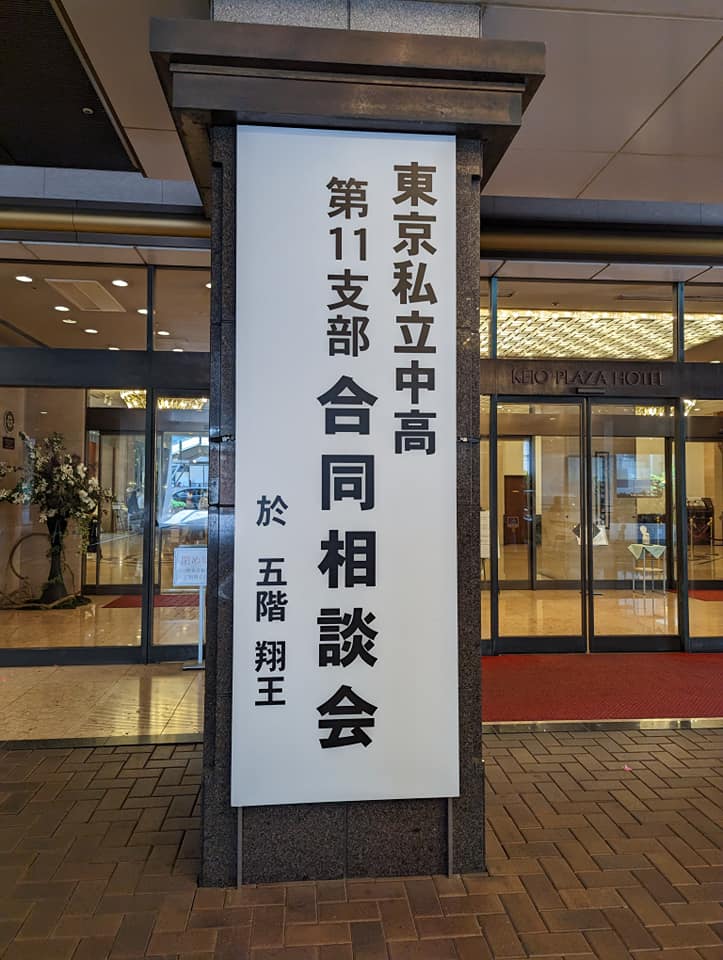 東京私立中高
第11支部 合同相談会
於 五階 翔王
KEIO PLAZA HOTEL